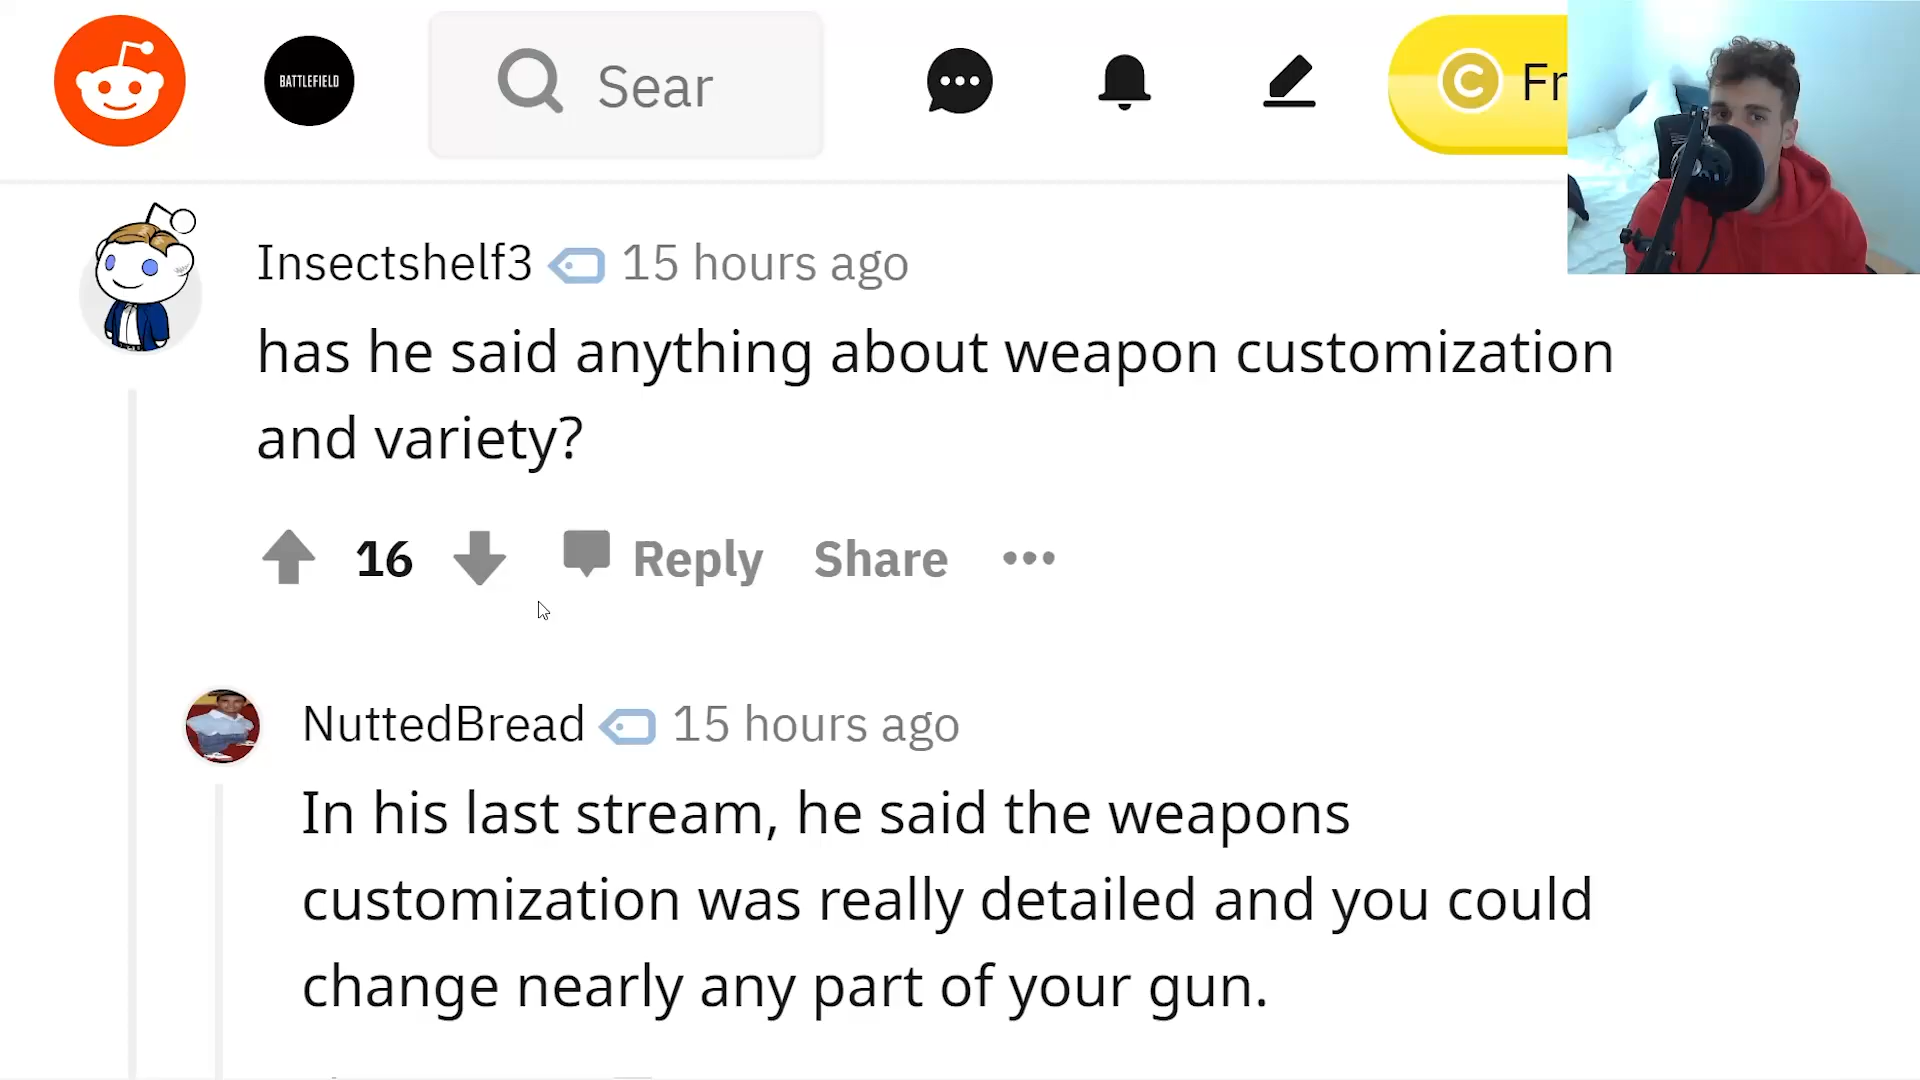 BATTLEFIELD
Sear
Fr
Insectshelf3
15 hours ago
has he said anything about weapon customization
and variety?
16
Reply
Share
NuttedBread
15 hours ago
In his last stream, he said the weapons
customization was really detailed and you could
change nearly any part of your gun.